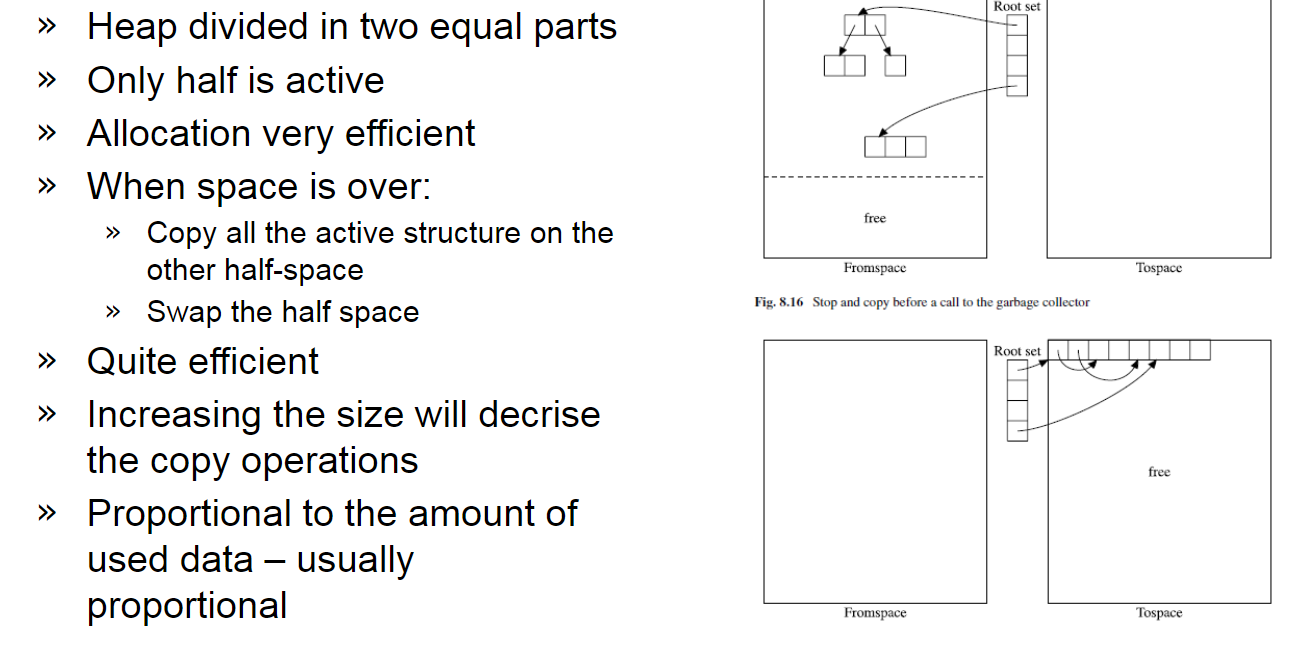 » Heap divided in two equal parts
» Only half is active
» Allocation very efficient
» When space is over:
» Copy all the active structure on the
other half-space
» Swap the half space
» Quite efficient
» Increasing the size will decrise
the copy operations
» Proportional to the amount of
used data – usually
proportional
Root set
free
Fromspace
Tospace
Fig. 8.16 Stop and copy before a call to the garbage collector
Root set
free
Fromspace
Tospace